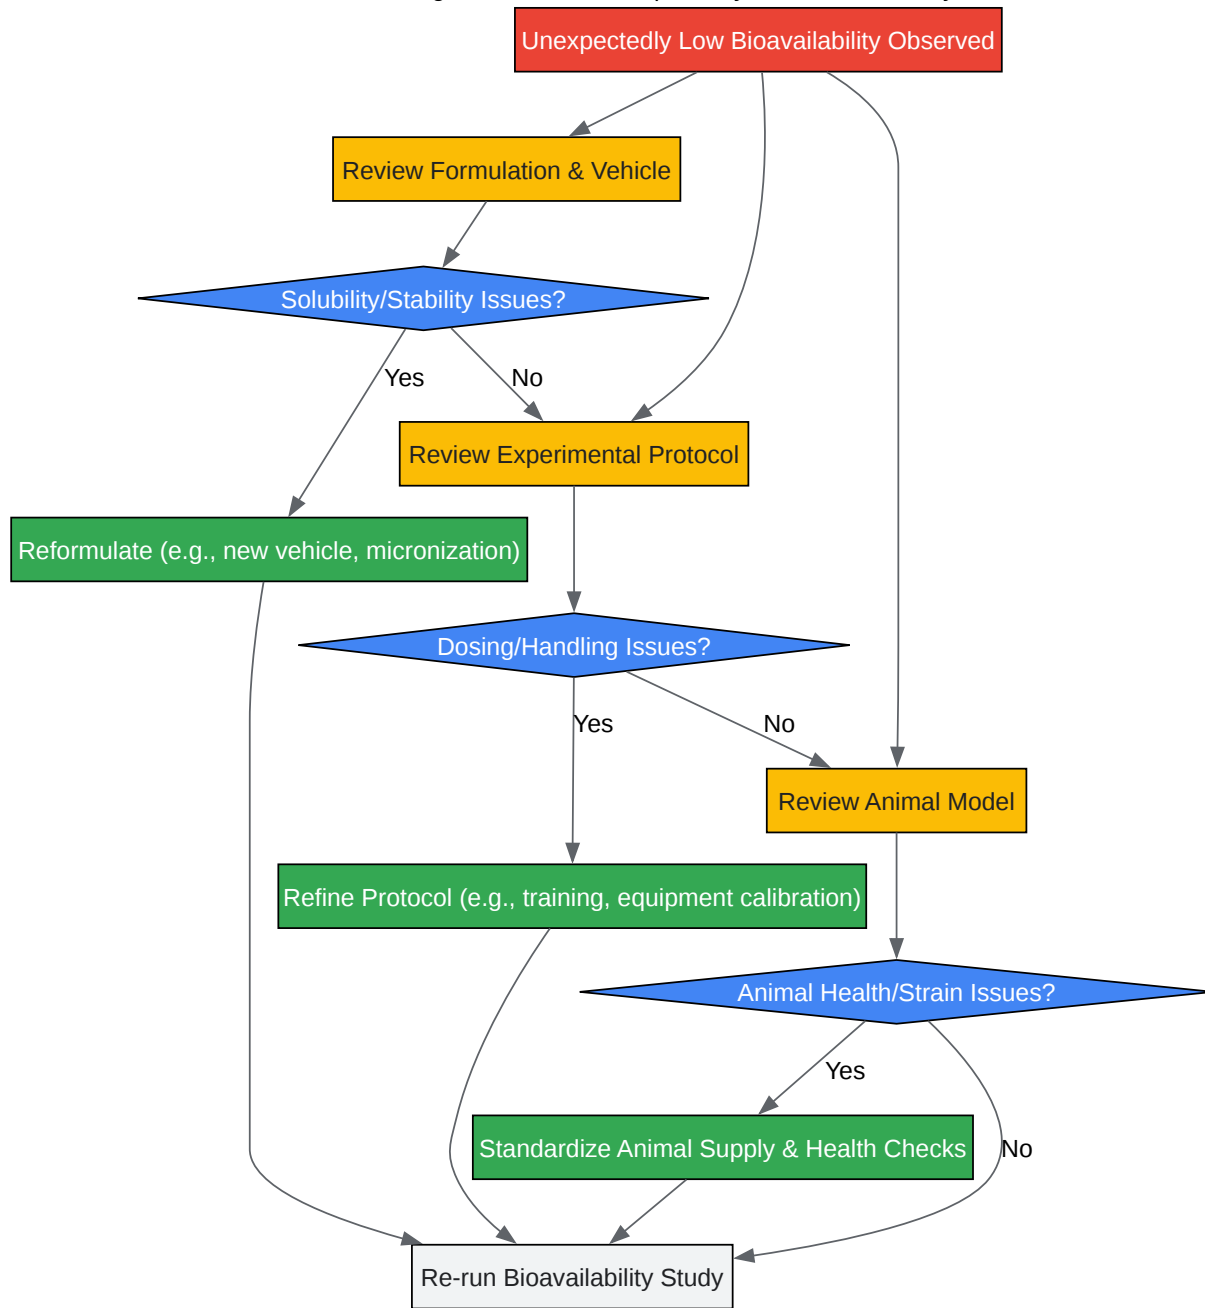 Unexpectedly Low Bioavailability Observed
Review Formulation & Vehicle
Solubility/Stability Issues?
Yes
No
Review Experimental Protocol
Reformulate (e.g., new vehicle, micronization)
Dosing/Handling Issues?
Yes
No
Review Animal Model
Refine Protocol (e.g., training, equipment calibration)
Animal Health/Strain Issues?
Yes
Standardize Animal Supply & Health Checks
No
Re-run Bioavailability Study